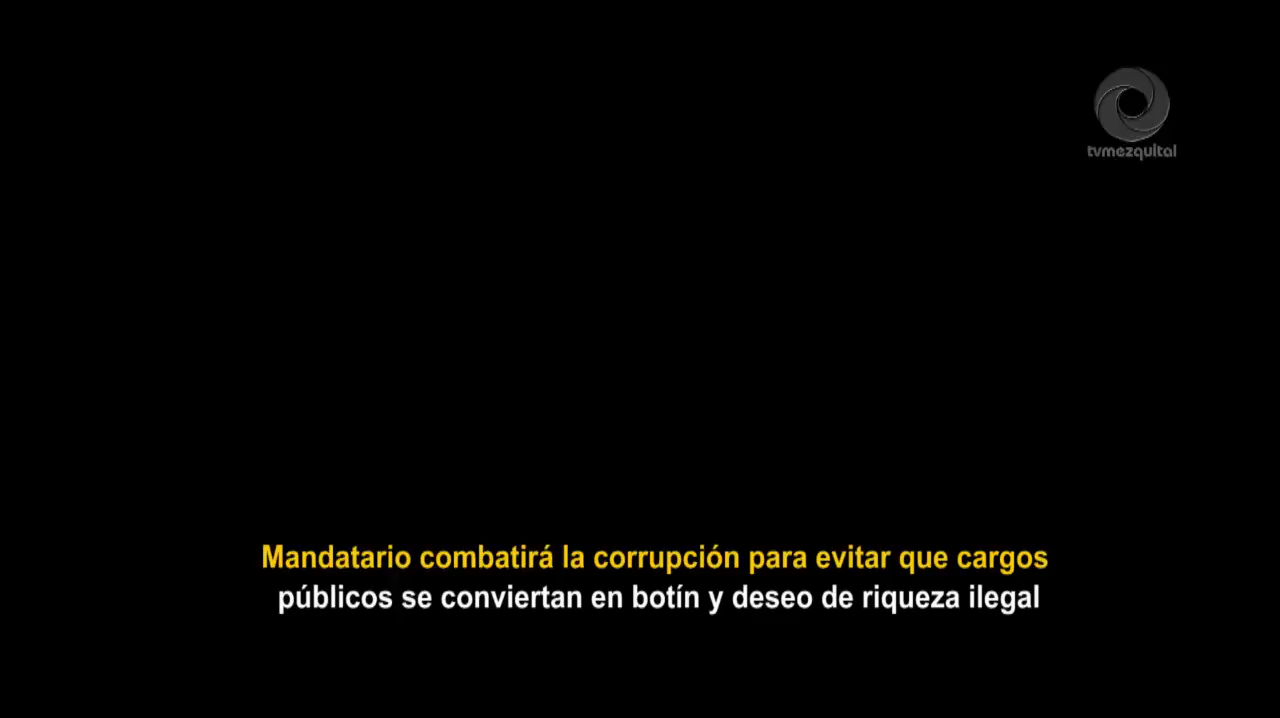 tvmezquital
Mandatario combatirá la corrupción para evitar que cargos
públicos se conviertan en botín y deseo de riqueza ilegal